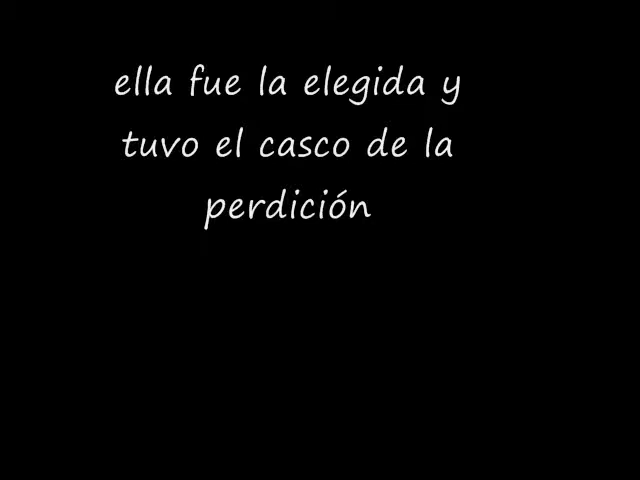 ella fue la elegida y
tuvo el casco de la
perdición